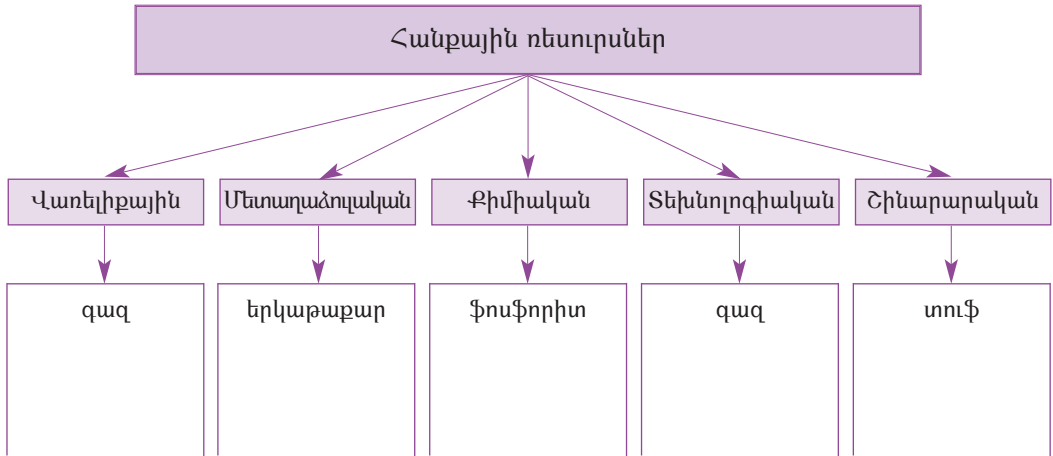 Հանքային ռեսուրսներ
Վառելիքային
Մետաղաձուլական
Քիմիական
Տեխնոլոգիական
Շինարարական
գազ
երկաթաքար
ֆոսֆորիտ
գազ
տուֆ